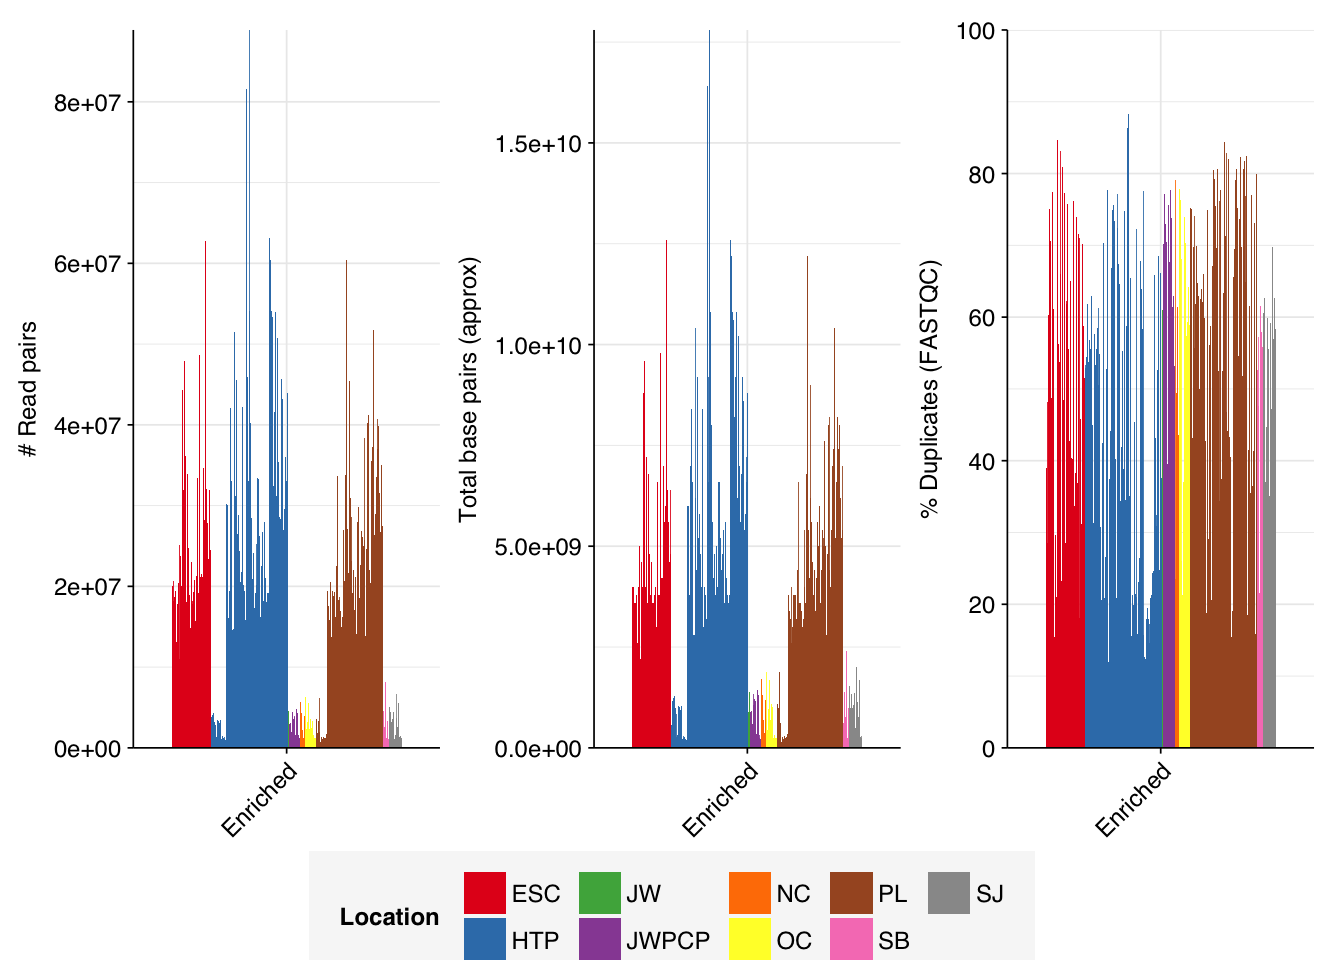 # Read pairs
8e+07
6e+07
4e+07
2e+07
0e+00
Enriched
Total base pairs (approx)
1.5e+10
1.0e+10
5.0e+09
0.0e+00
Enriched
% Duplicates (FASTQC)
100
80
60
40
20
0
Enriched
Location
ESC
JW
NC
PL
SJ
HTP
JWPCP
OC
SB